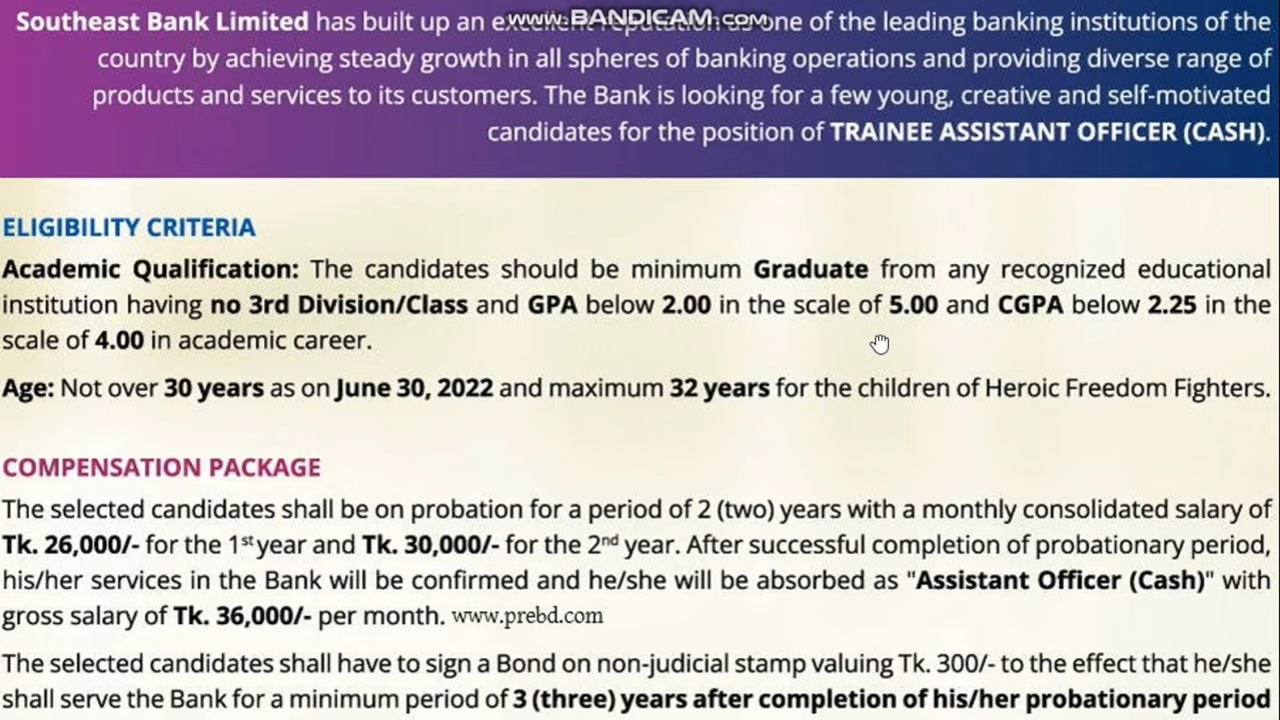 www.BANDICAM.com
Southeast Bank Limited has built up an excellent reputation as one of the leading banking institutions of the
country by achieving steady growth in all spheres of banking operations and providing diverse range of
products and services to its customers. The Bank is looking for a few young, creative and self-motivated
candidates for the position of TRAINEE ASSISTANT OFFICER (CASH).
ELIGIBILITY CRITERIA
Academic Qualification: The candidates should be minimum Graduate from any recognized educational
institution having no 3rd Division/Class and GPA below 2.00 in the scale of 5.00 and CGPA below 2.25 in the
scale of 4.00 in academic career.
Age: Not over 30 years as on June 30, 2022 and maximum 32 years for the children of Heroic Freedom Fighters.
COMPENSATION PACKAGE
The selected candidates shall be on probation for a period of 2 (two) years with a monthly consolidated salary of
Tk. 26,000/- for the 1st year and Tk. 30,000/- for the 2nd year. After successful completion of probationary period,
his/her services in the Bank will be confirmed and he/she will be absorbed as "Assistant Officer (Cash)" with
gross salary of Tk. 36,000/- per month. www.prebd.com
The selected candidates shall have to sign a Bond on non-judicial stamp valuing Tk. 300/- to the effect that he/she
shall serve the Bank for a minimum period of 3 (three) years after completion of his/her probationary period